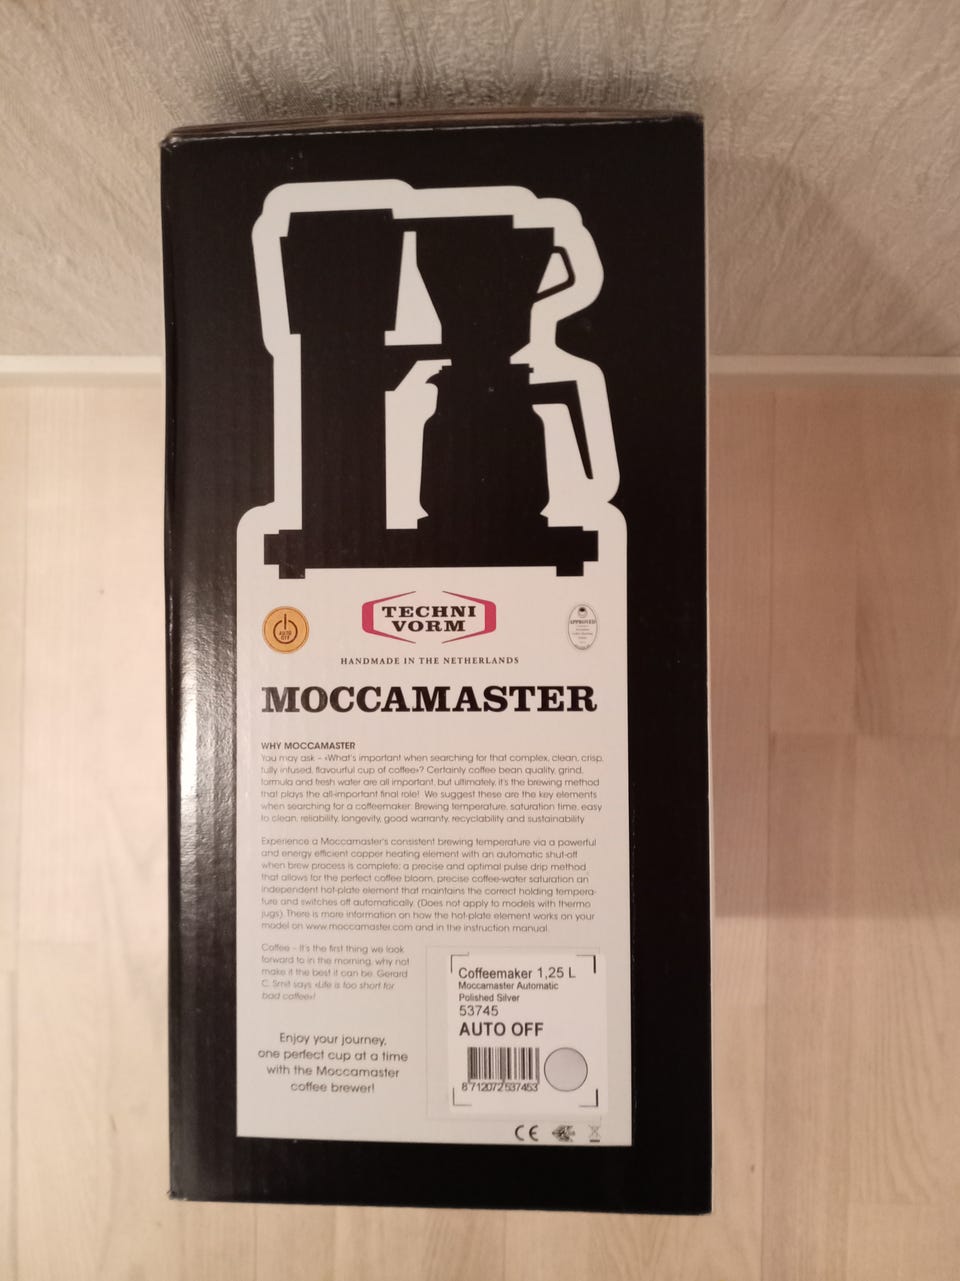 AUTO
OFF
TECHNI
VORM
APPROVED
HANDMADE IN THE NETHERLANDS
MOCCAMASTER
WHY MOCCAMASTER
You may ask – «What's important when searching for that complex, clean, crisp,
fully infused, flavourful cup of coffee»? Certainly coffee bean quality, grind,
formula and fresh water are all important, but ultimately, it's the brewing method
that plays the all-important final role! We suggest these are the key elements
when searching for a coffeemaker: Brewing temperature, saturation time, easy
to clean, reliability, longevity, good warranty, recyclability and sustainability
Experience a Moccamaster's consistent brewing temperature via a powerful
and energy efficient copper heating element with an automatic shut-off
when brew process is complete; a precise and optimal pulse drip method
that allows for the perfect coffee bloom, precise coffee-water saturation an
independent hot-plate element that maintains the correct holding tempera-
ture and switches off automatically. (Does not apply to models with thermo
jugs). There is more information on how the hot-plate element works on your
model on www.moccamaster.com and in the instruction manual.
Coffee – It's the first thing we look
forward to in the morning, why not
make it the best it can be. Gerard
C. Smit says «Life is too short for
bad coffee»!
Enjoy your journey,
one perfect cup at a time
with the Moccamaster
coffee brewer!
Coffeemaker 1,25 L
Moccamaster Automatic
Polished Silver
53745
AUTO OFF
8 712072 537453
CE